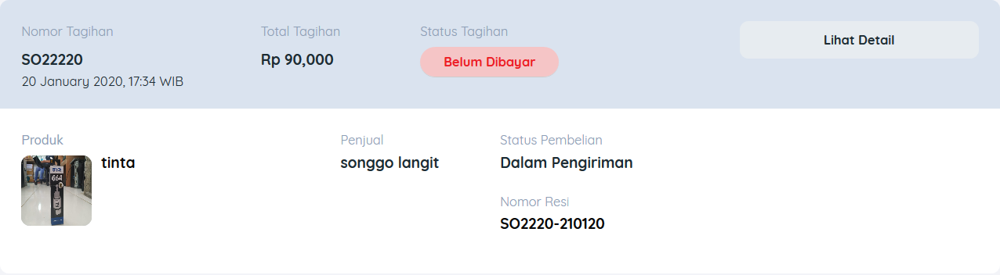 Nomor Tagihan
Total Tagihan
Status Tagihan
Lihat Detail
SO22220
Rp 90,000
Belum Dibayar
20 January 2020, 17:34 WIB
Produk
Penjual
Status Pembelian
tinta
songgo langit
Dalam Pengiriman
664
Nomor Resi
SO2220-210120